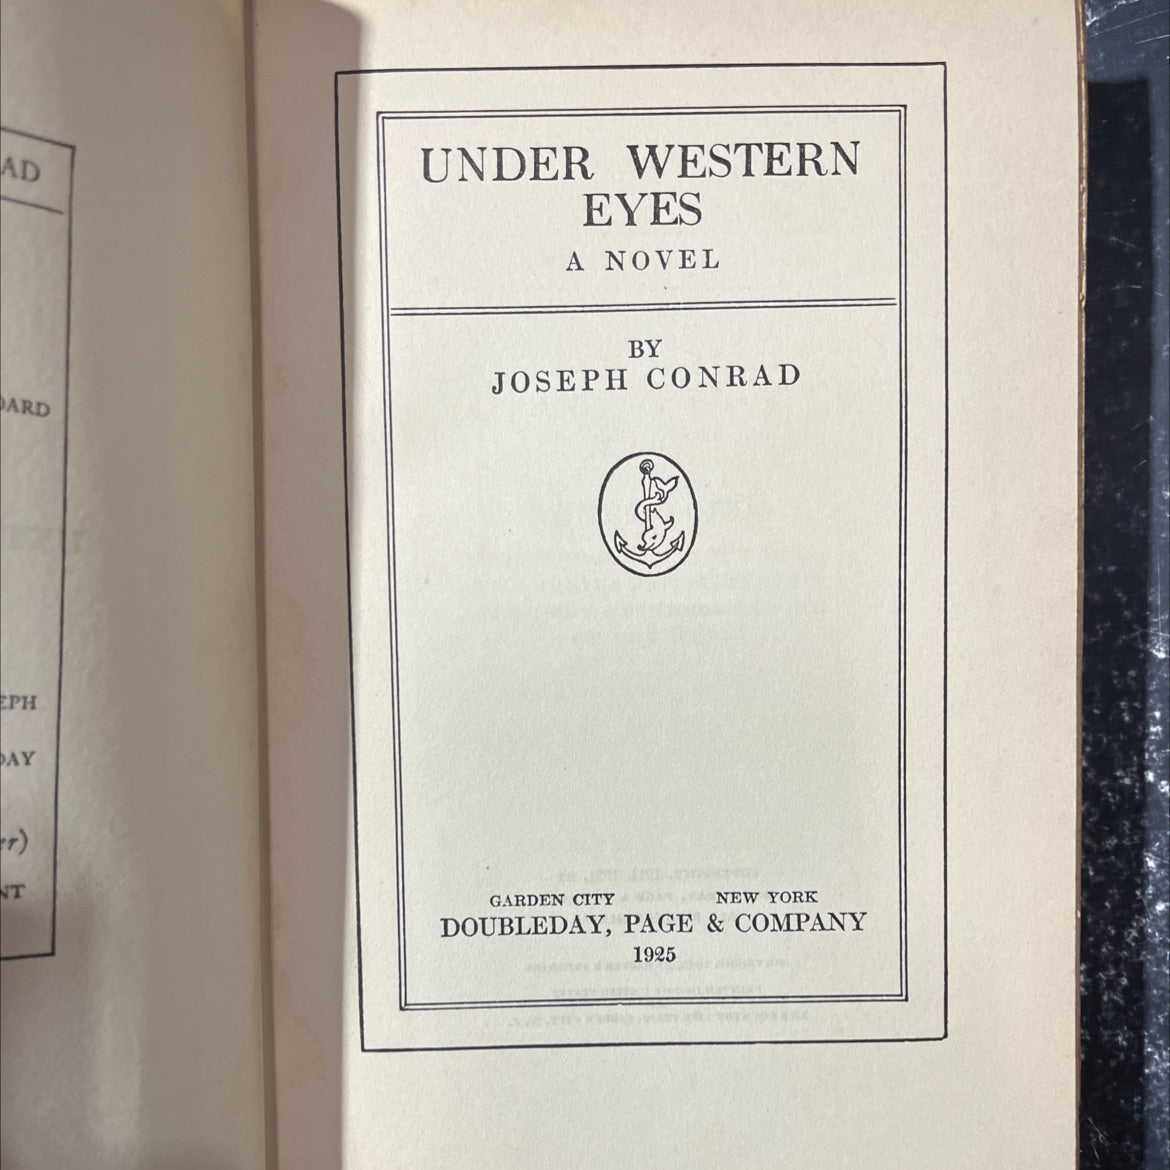 AD
DARD
EPH
DAY
er)
NT
UNDER WESTERN
EYES
A NOVEL
BY
JOSEPH CONRAD
GARDEN CITY NEW YORK
DOUBLEDAY, PAGE & COMPANY
1925